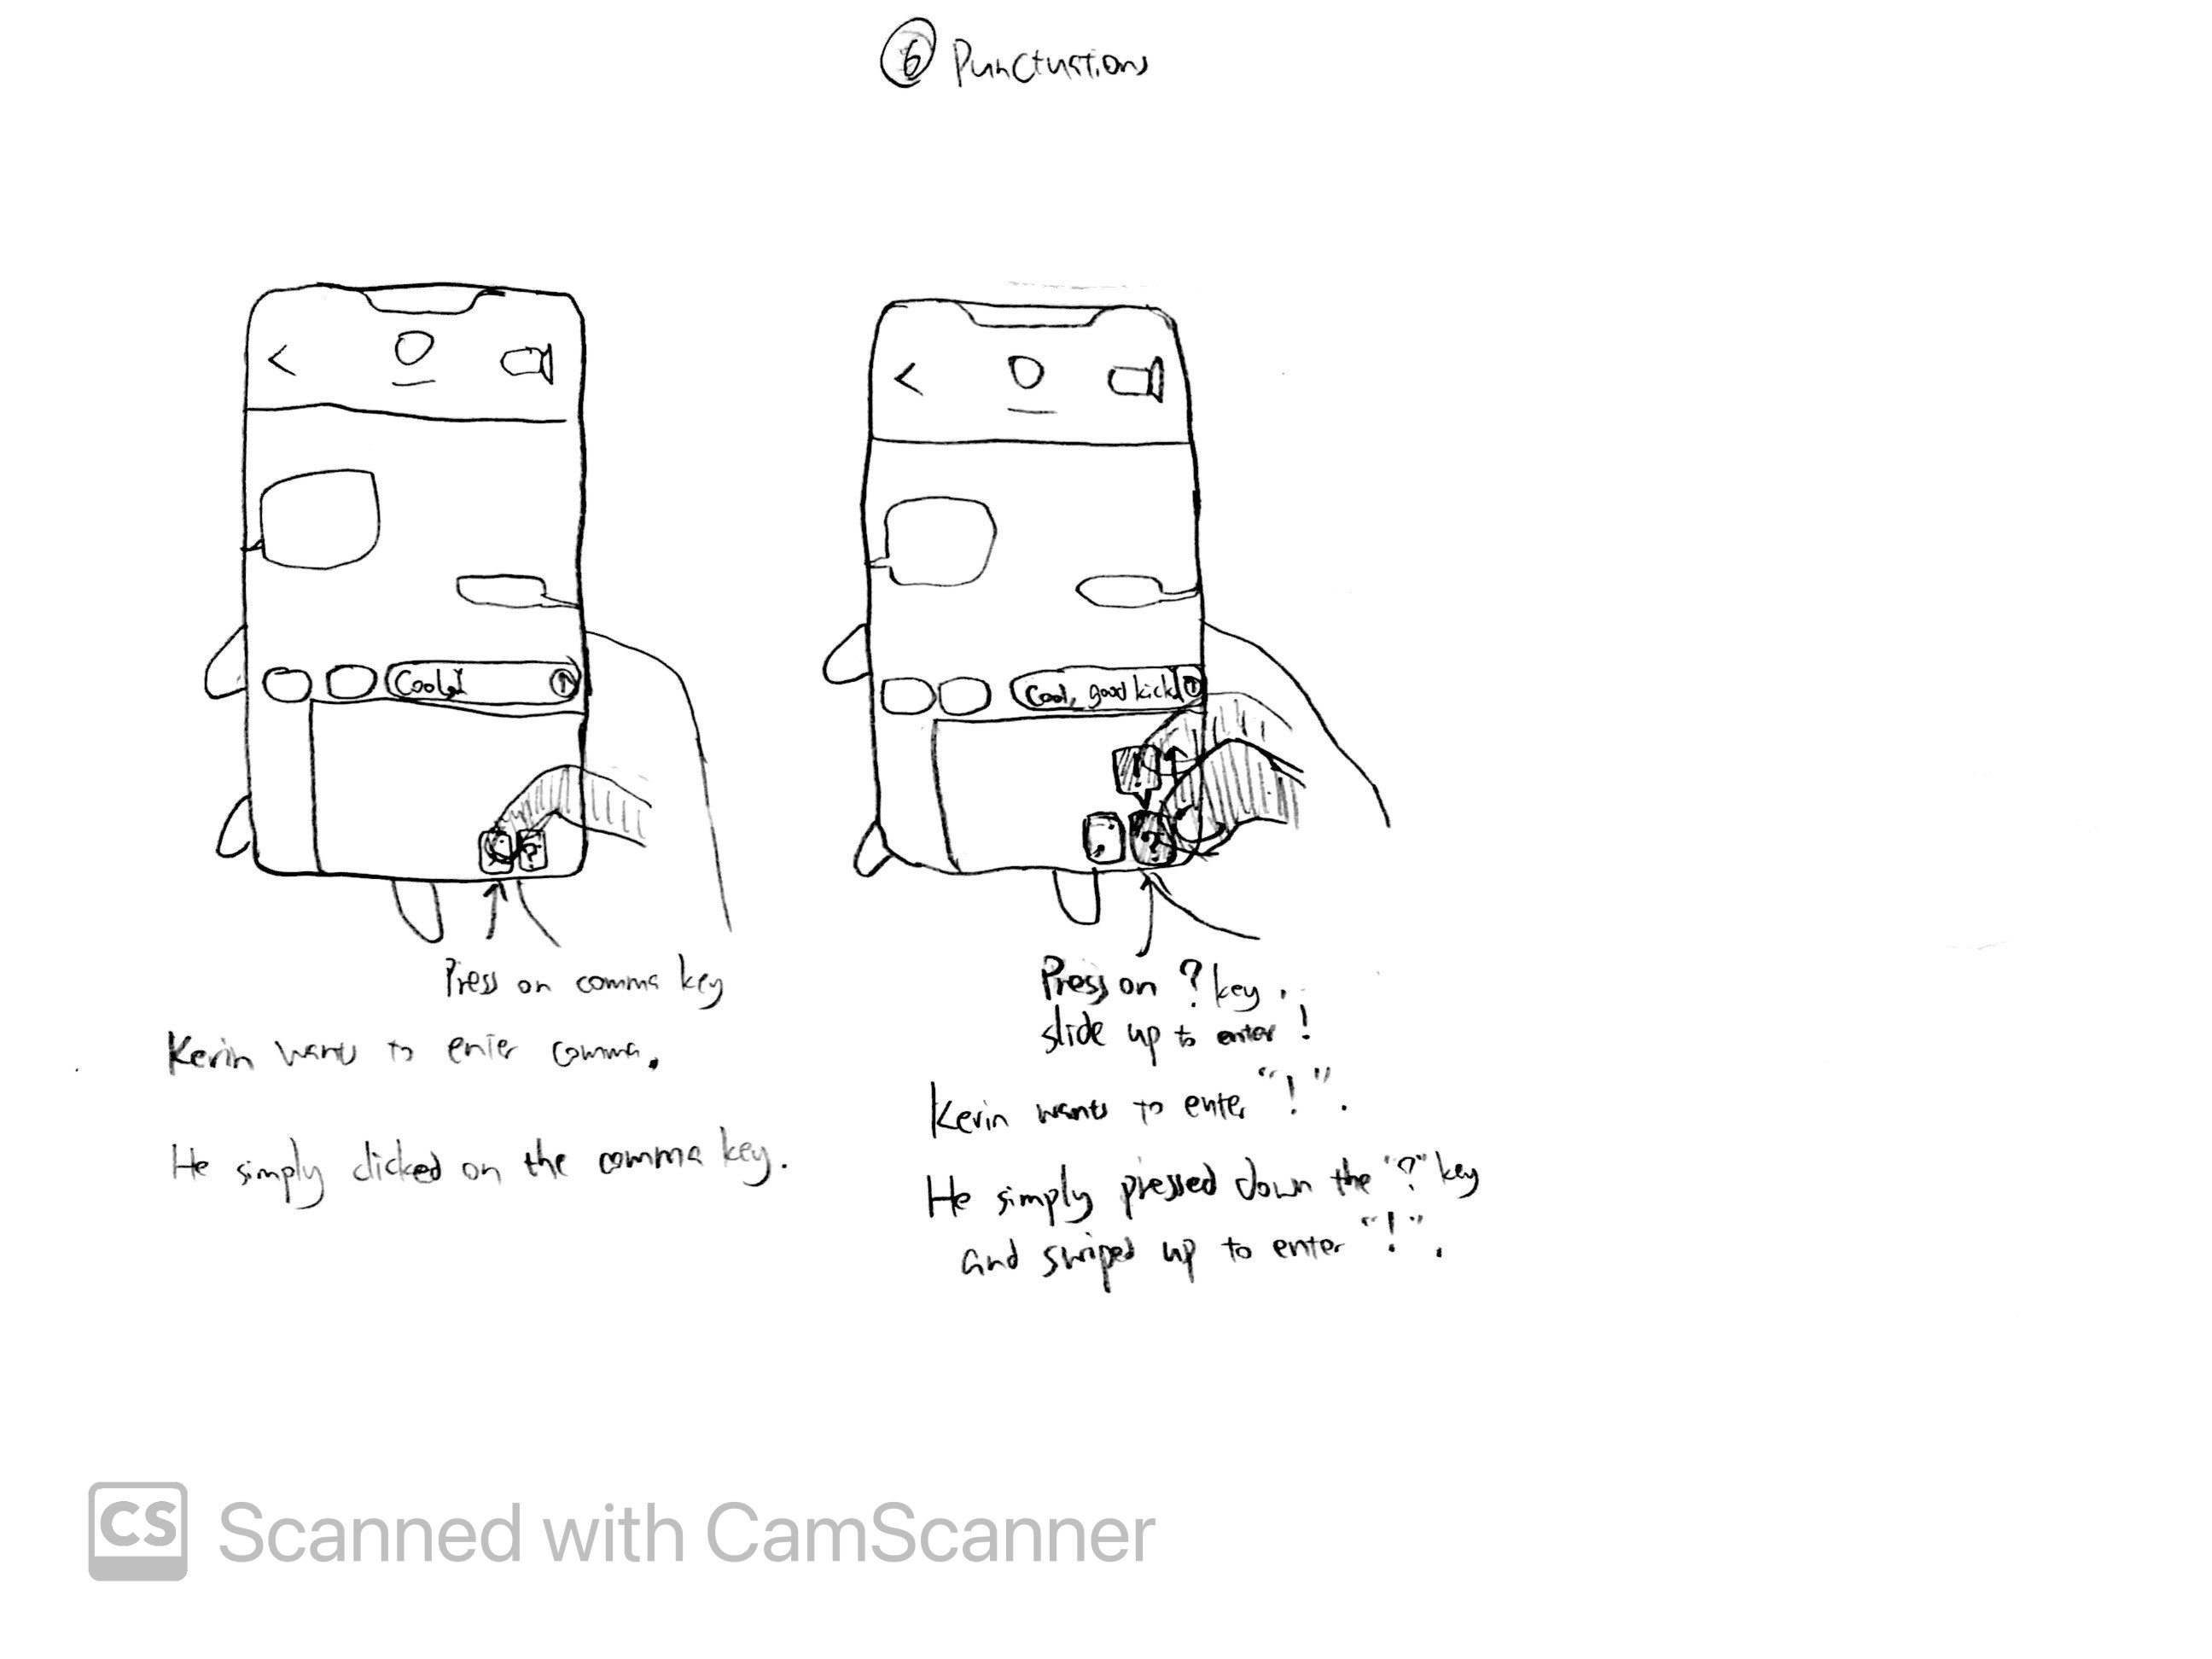 6 Punctuations
Cool,
Cool, good kick!
?
!
, ?
Press on comma key
Kevin wants to enter comma.
He simply clicked on the comma key.
Press on ? key.
slide up to enter !
Kevin wants to enter "!".
He simply pressed down the "?" key
and swiped up to enter "!".
CS Scanned with CamScanner